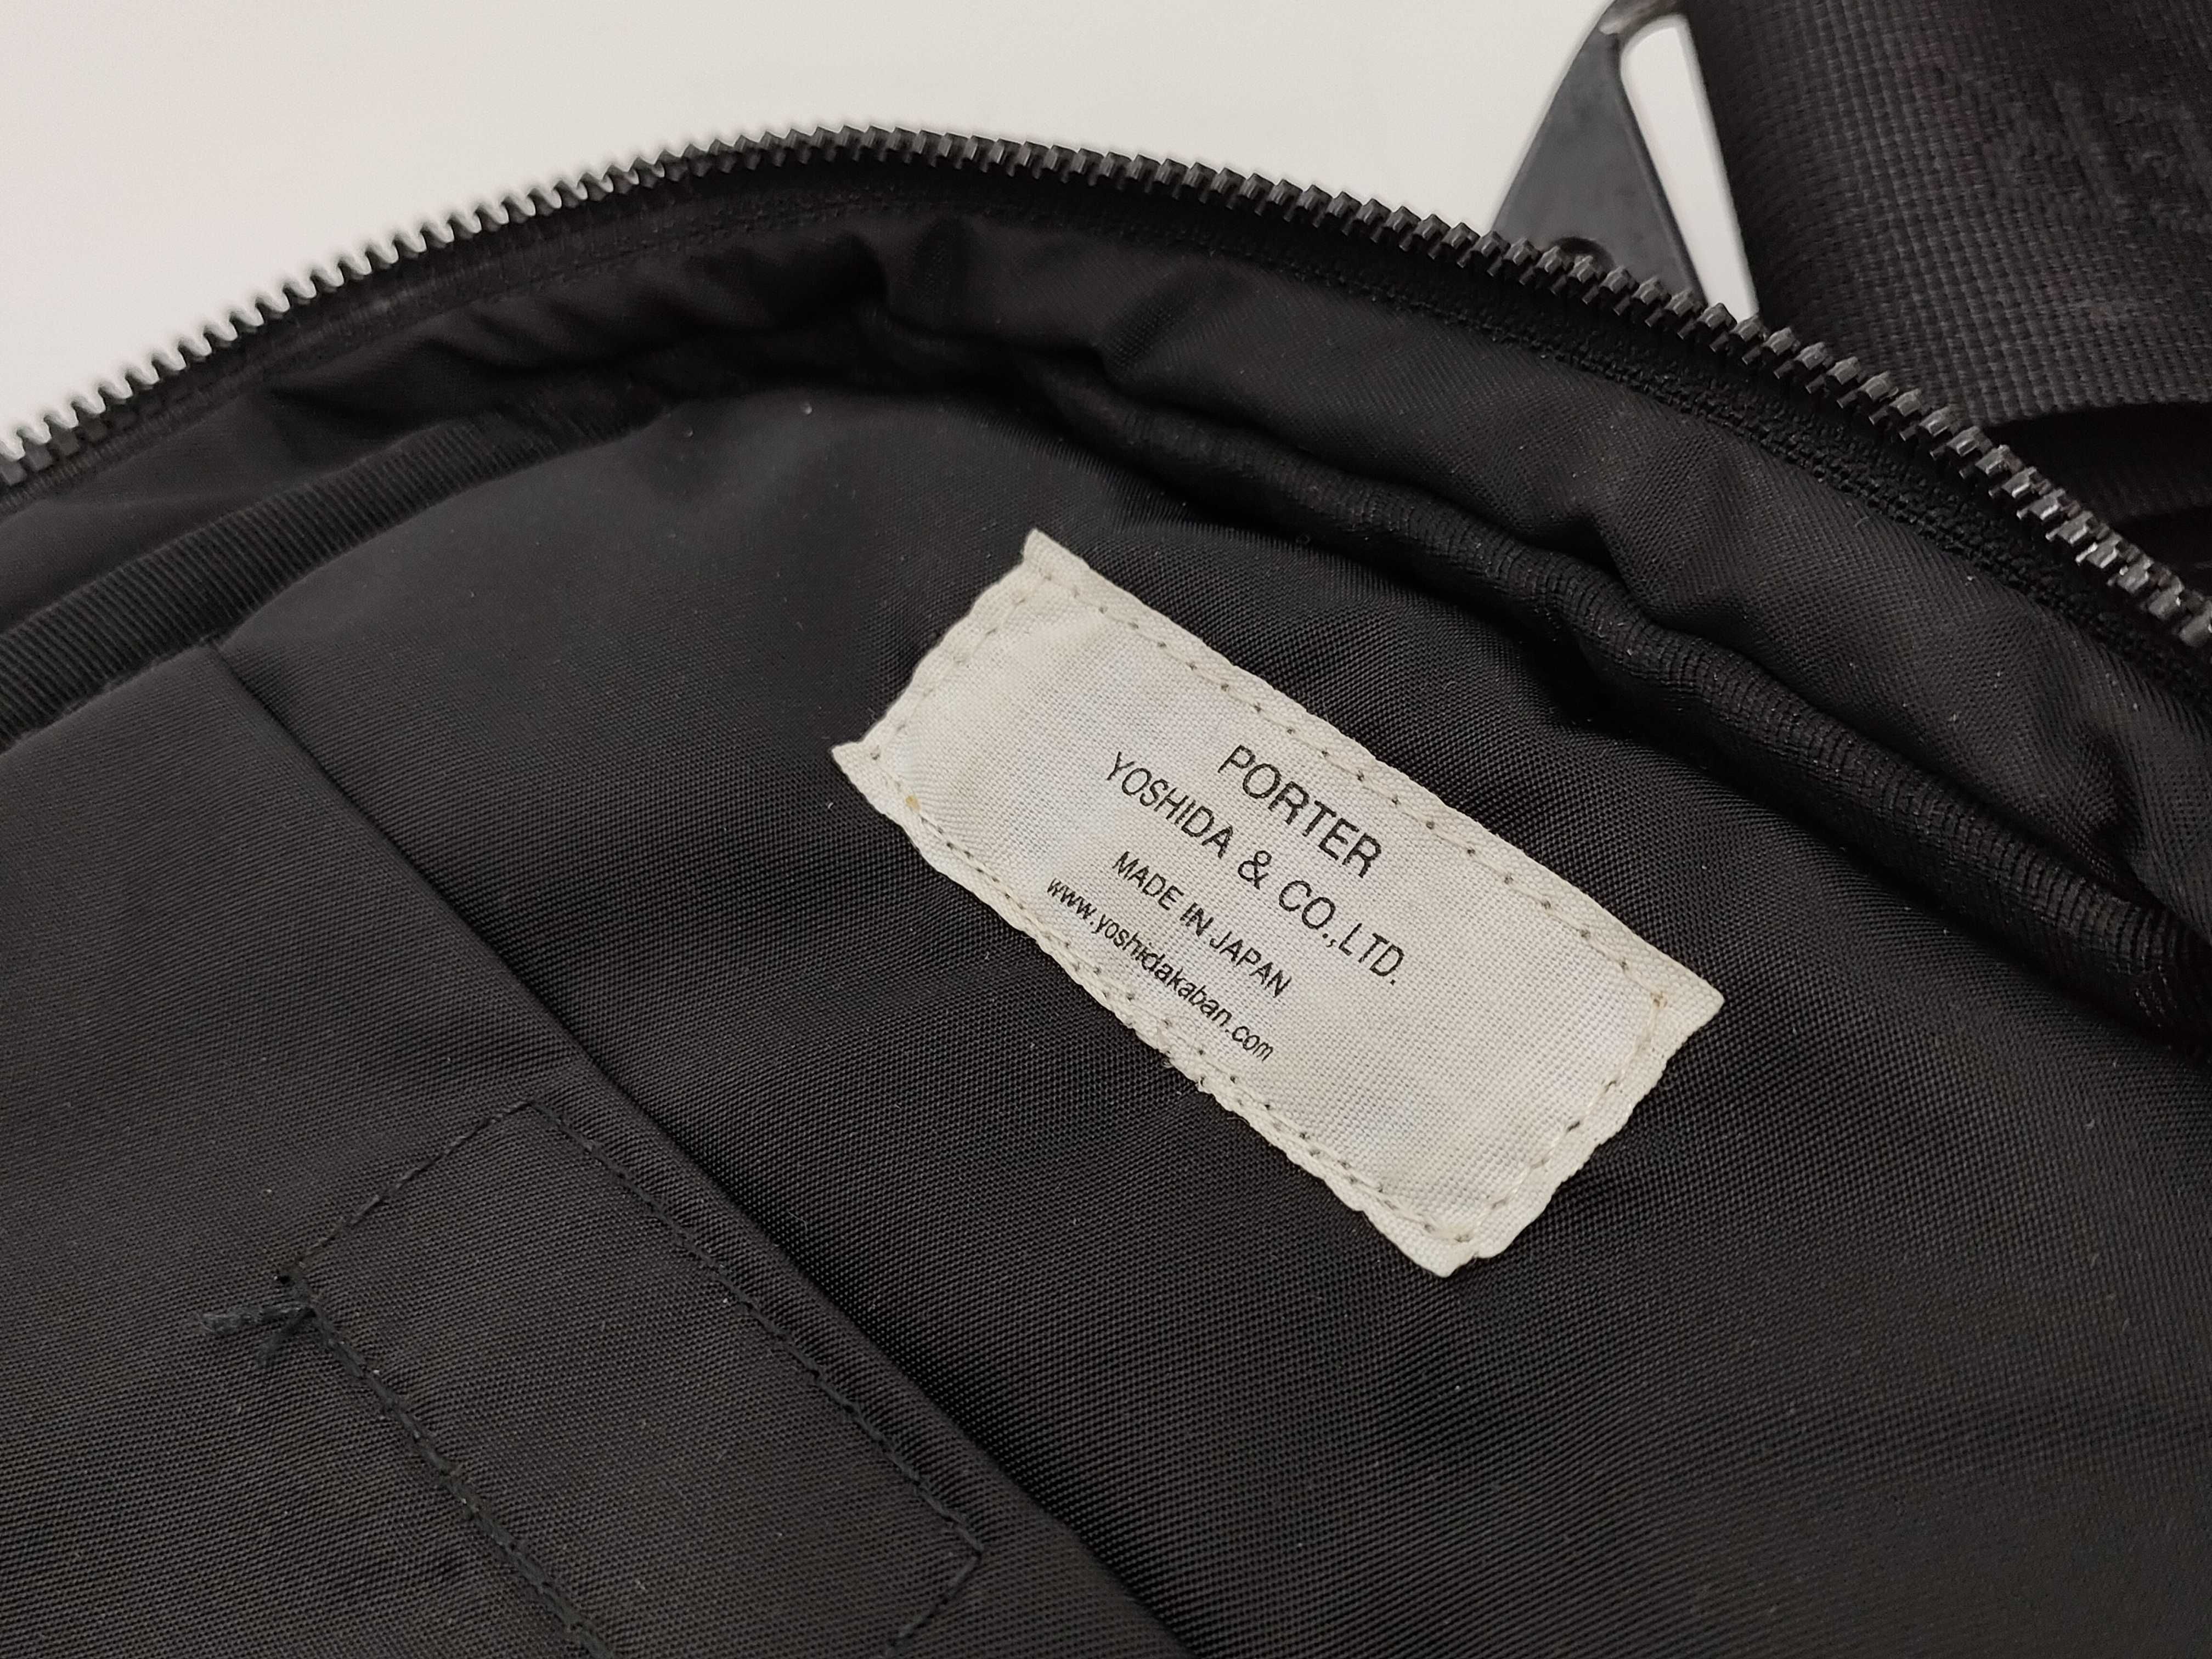 PORTER
YOSHIDA & CO.,LTD.
MADE IN JAPAN
www.yoshidakaban.com